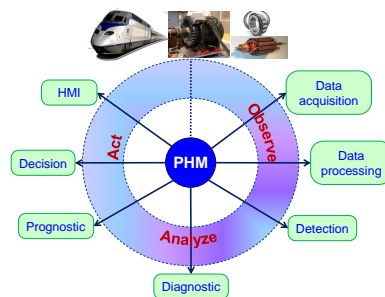 HMI
Data
acquisition
Act
Observe
Decision
PHM
Data
processing
Prognostic
Analyze
Detection
Diagnostic